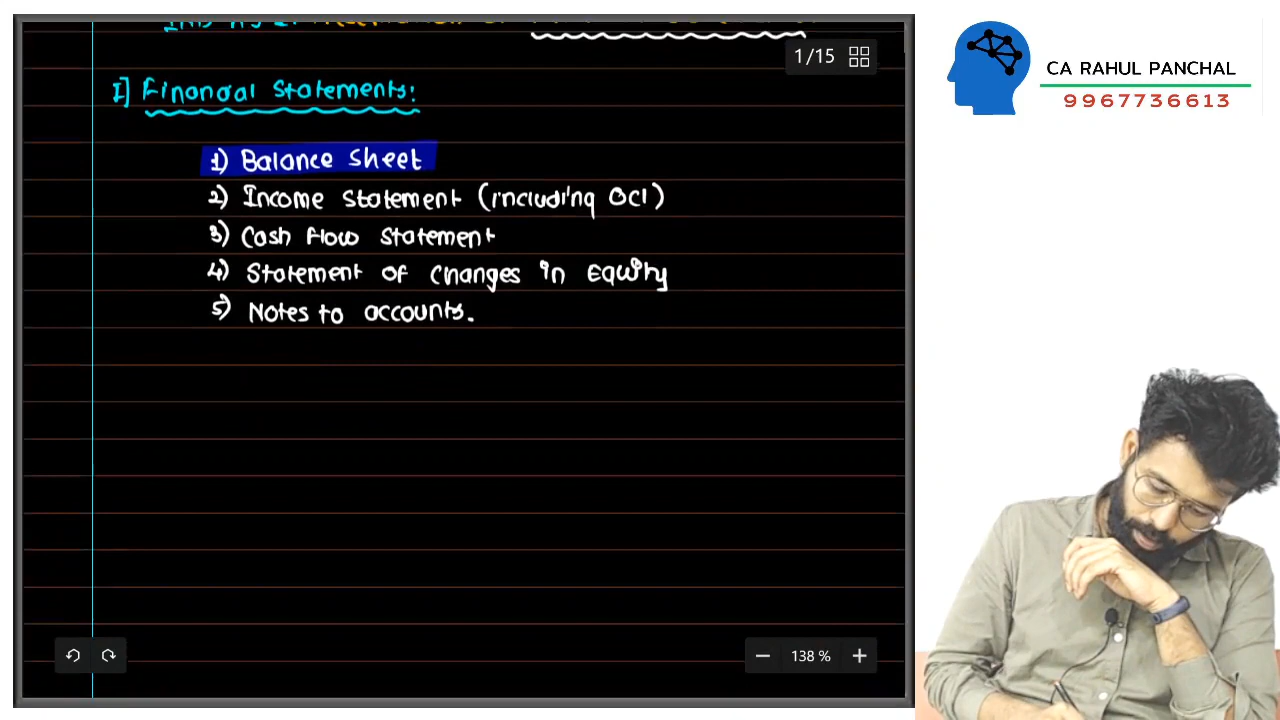 I] Financial Statements:
1) Balance Sheet
2) Income Statement (including OCI)
3) Cash Flow Statement
4) Statement of Changes in Equity
5) Notes to accounts.
1/15
138 %
CA RAHUL PANCHAL
9967736613